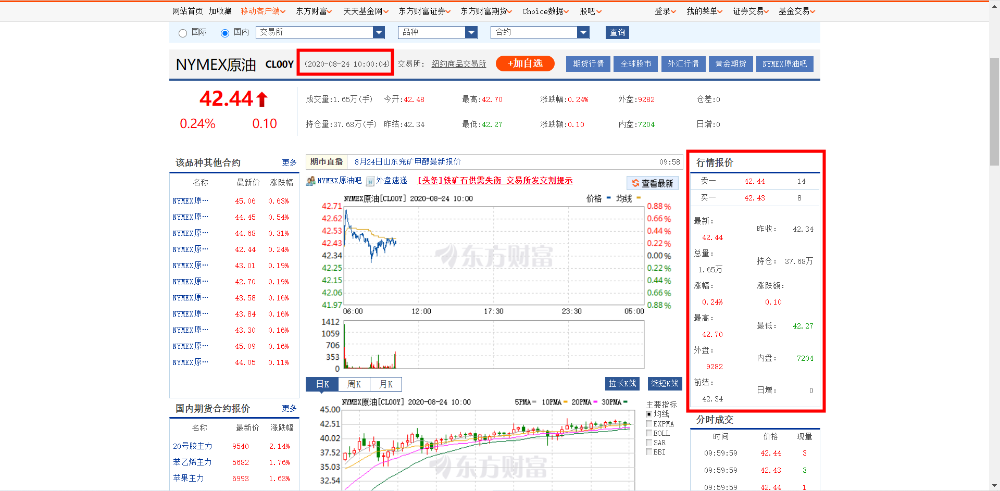 网站首页 加收藏 移动客户端 东方财富 天天基金网 东方财富证券 东方财富期货 Choice数据 股吧 登录 我的菜单 证券交易 基金交易
国际 国内 交易所 品种 合约 查询
NYMEX原油 CL00Y (2020-08-24 10:00:04) 交易所: 纽约商品交易所 +加自选 期货行情 全球股市 外汇行情 黄金期货 NYMEX原油吧
42.44
0.24% 0.10
成交量:1.65万(手) 今开:42.48 最高:42.70 涨跌幅:0.24% 外盘:9282 仓差:0
持仓量:37.68万(手) 昨结:42.34 最低:42.27 涨跌额:0.10 内盘:7204 日增:0
该品种其他合约 更多
名称 最新价 涨跌幅
NYMEX原… 45.06 0.63%
NYMEX原… 44.45 0.54%
NYMEX原… 44.68 0.31%
NYMEX原… 42.44 0.24%
NYMEX原… 43.01 0.19%
NYMEX原… 42.70 0.19%
NYMEX原… 43.58 0.16%
NYMEX原… 43.84 0.16%
NYMEX原… 43.30 0.16%
NYMEX原… 45.09 0.16%
NYMEX原… 44.05 0.11%
国内期货合约报价 更多
名称 最新价 涨跌幅
20号胶主力 9540 2.14%
苯乙烯主力 5682 1.76%
苹果主力 6993 1.63%
期市直播 8月24日山东兖矿甲醇最新报价 09:58
NYMEX原油吧 外盘速递 [头条]铁矿石供需失衡 交易所发交割提示 查看最新
NYMEX原油[CL00Y] 2020-08-24 10:00 价格 均线
42.71 0.88%
42.62 0.66%
42.53 0.44%
42.43 0.22%
42.34 0.00%
42.25 0.22%
42.15 0.44%
42.06 0.66%
41.97 0.88%
东方财富
06:00 12:00 17:30 23:30 05:00
1412
1059
706
353
0
日K 周K 月K 拉长K线 缩短K线
NYMEX原油[CL00Y] 2020-08-24 10:00 5PMA 10PMA 20PMA 30PMA
45.00
42.51
40.02
37.52
35.03
32.54
东方财富
主要指标
均线
EXPMA
BOLL
SAR
BBI
行情报价
卖一 42.44 14
买一 42.43 8
最新: 42.44 昨收: 42.34
总量: 1.65万 持仓: 37.68万
涨幅: 0.24% 涨跌额: 0.10
最高: 42.70 最低: 42.27
外盘: 9282 内盘: 7204
前结: 42.34 日增: 0
分时成交
时间 价格 现量
09:59:59 42.44 3
09:59:59 42.43 3
09:59:59 42.44 1